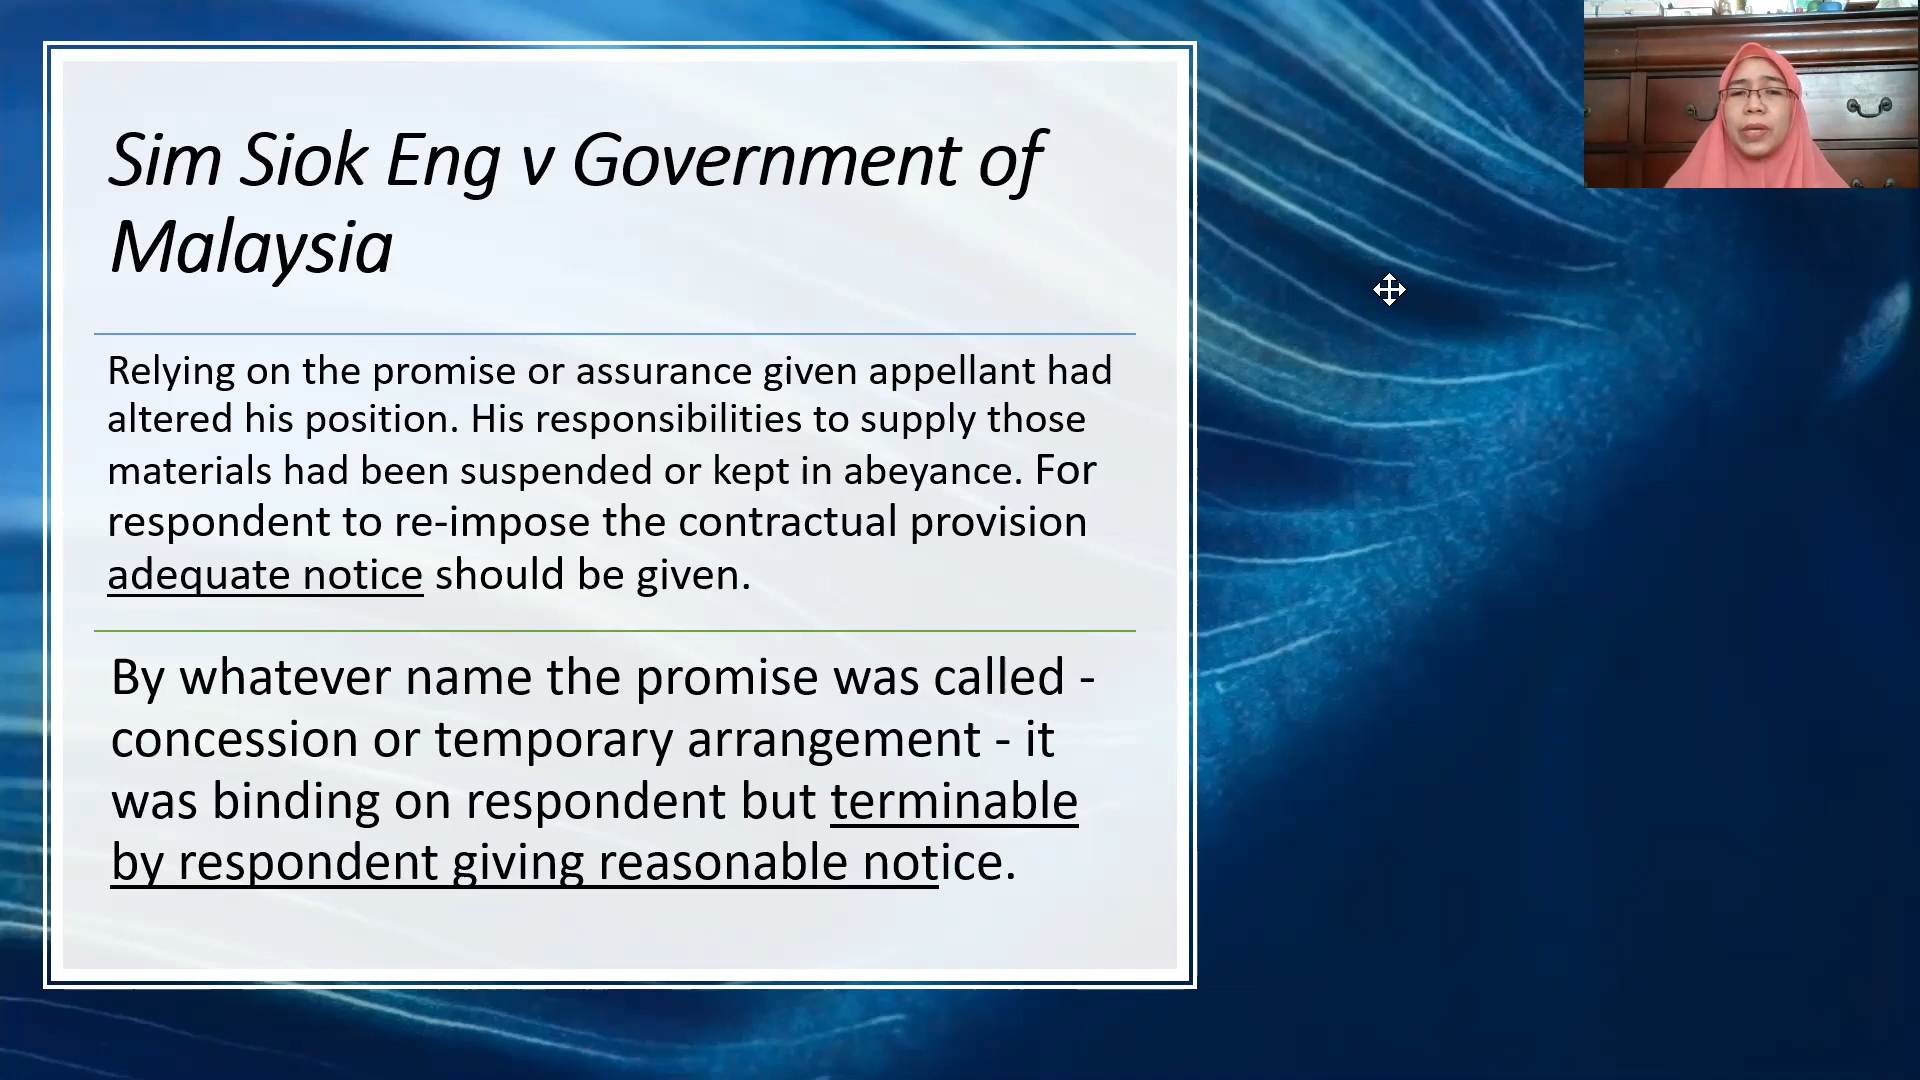 Sim Siok Eng v Government of
Malaysia
Relying on the promise or assurance given appellant had
altered his position. His responsibilities to supply those
materials had been suspended or kept in abeyance. For
respondent to re-impose the contractual provision
adequate notice should be given.
By whatever name the promise was called -
concession or temporary arrangement - it
was binding on respondent but terminable
by respondent giving reasonable notice.